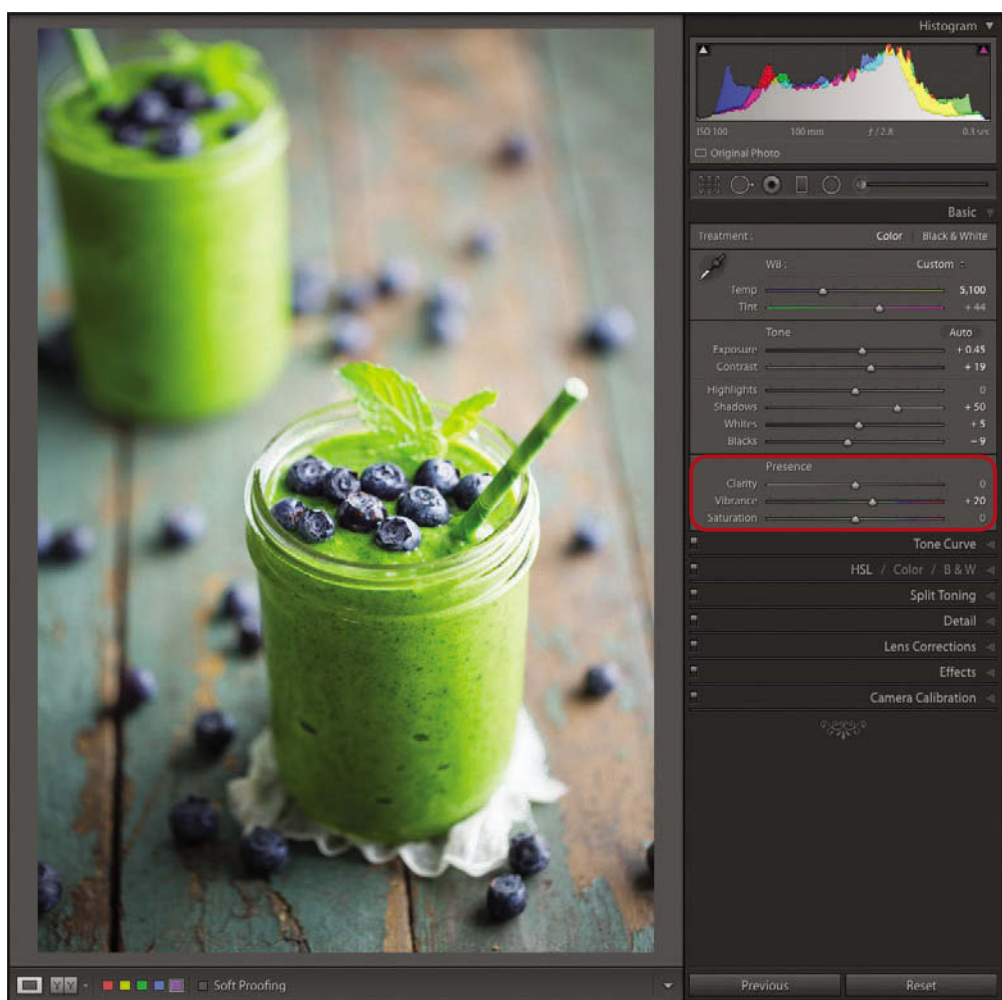 Histogram
ISO 100 100 mm ƒ / 2.8 0.3 sec
Original Photo
Basic
Treatment : Color Black & White
WB : Custom
Temp 5,100
Tint + 44
Tone Auto
Exposure + 0.45
Contrast + 19
Highlights 0
Shadows + 50
Whites + 5
Blacks − 9
Presence
Clarity 0
Vibrance + 20
Saturation 0
Tone Curve
HSL / Color / B & W
Split Toning
Detail
Lens Corrections
Effects
Camera Calibration
Y Y Soft Proofing Previous Reset